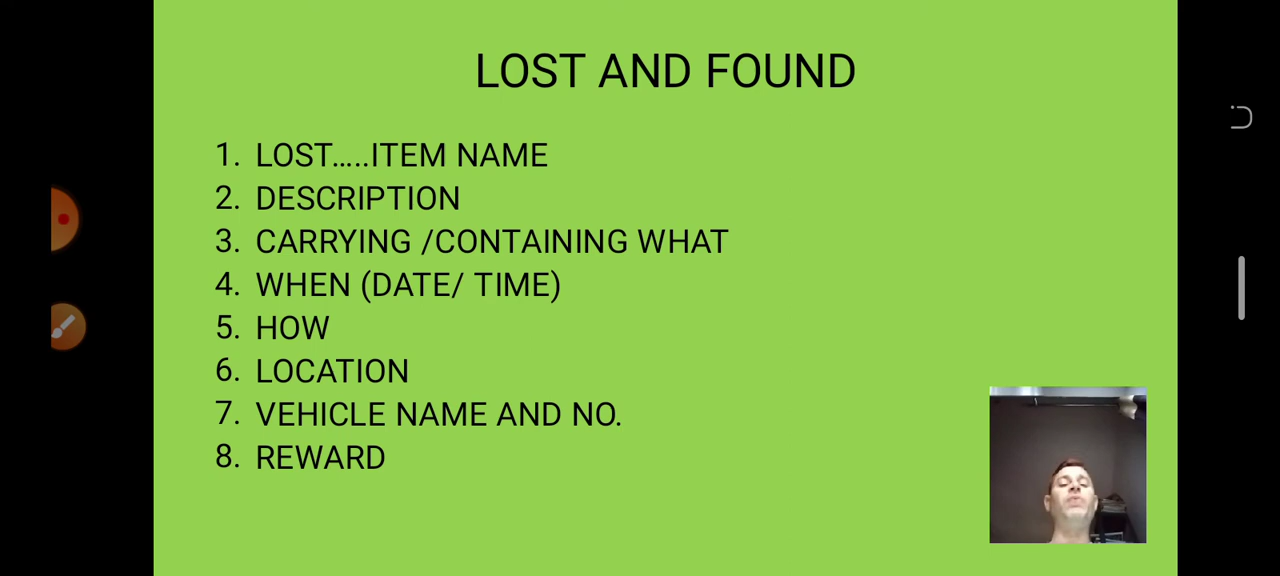 LOST AND FOUND
1. LOST…..ITEM NAME
2. DESCRIPTION
3. CARRYING /CONTAINING WHAT
4. WHEN (DATE/ TIME)
5. HOW
6. LOCATION
7. VEHICLE NAME AND NO.
8. REWARD